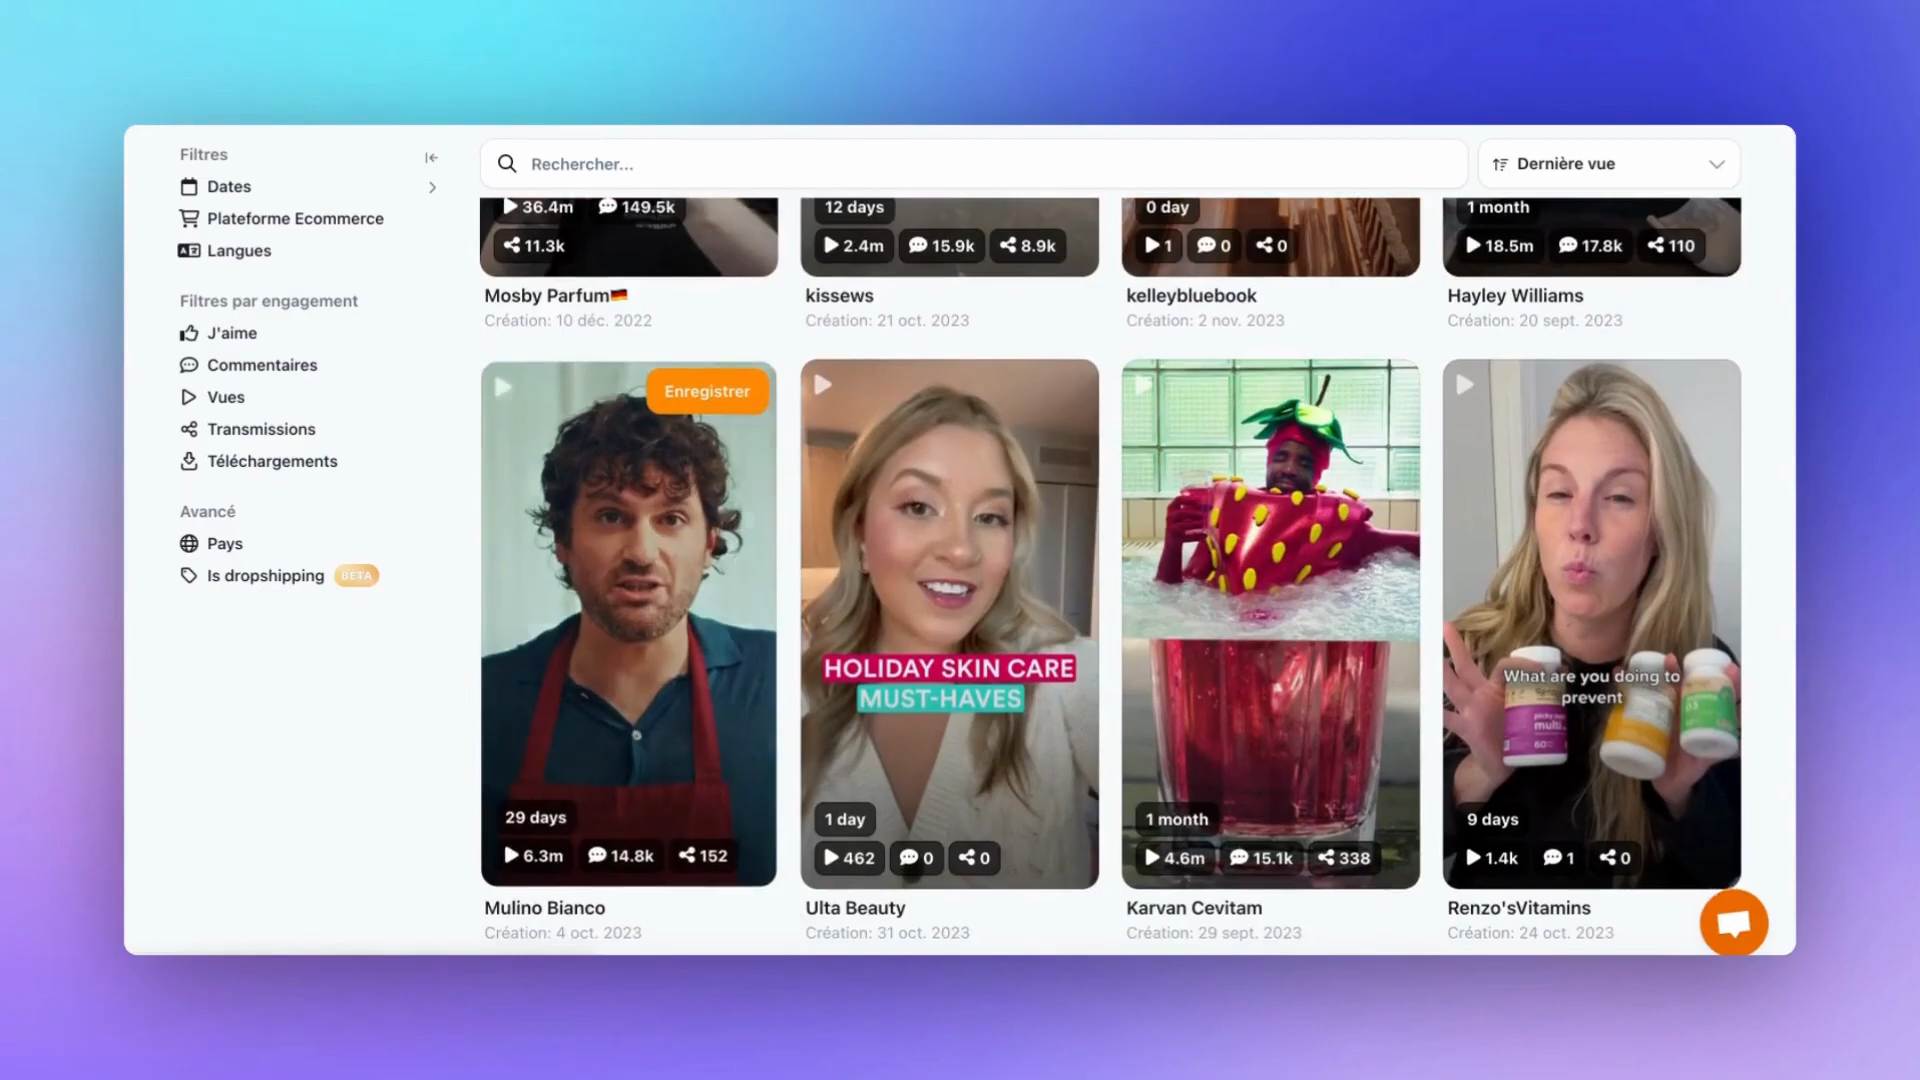 Filtres
Dates
Plateforme Ecommerce
Langues
Filtres par engagement
J'aime
Commentaires
Vues
Transmissions
Téléchargements
Avancé
Pays
Is dropshipping BETA
Rechercher...
Dernière vue
36.4m 149.5k
11.3k
Mosby Parfum
Création: 10 déc. 2022
12 days
2.4m 15.9k 8.9k
kissews
Création: 21 oct. 2023
0 day
1 0 0
kelleybluebook
Création: 2 nov. 2023
1 month
18.5m 17.8k 110
Hayley Williams
Création: 20 sept. 2023
Enregistrer
29 days
6.3m 14.8k 152
Mulino Bianco
Création: 4 oct. 2023
HOLIDAY SKIN CARE
MUST-HAVES
1 day
462 0 0
Ulta Beauty
Création: 31 oct. 2023
1 month
4.6m 15.1k 338
Karvan Cevitam
Création: 29 sept. 2023
What are you doing to
prevent
multi
60
D3
9 days
1.4k 1 0
Renzo'sVitamins
Création: 24 oct. 2023